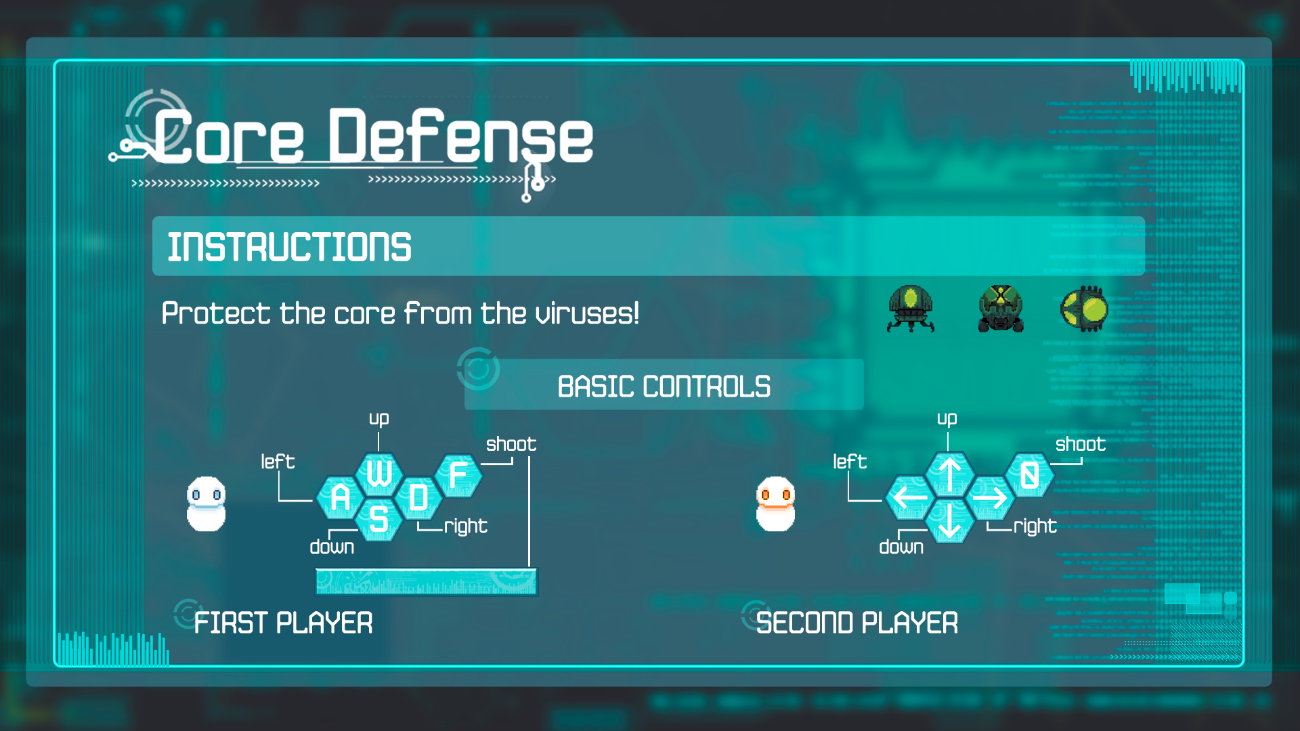 Core Defense
INSTRUCTIONS
Protect the core from the viruses!
BASIC CONTROLS
up
left
shoot
W
F
A
D
S
right
down
FIRST PLAYER
up
left
shoot
↑
0
←
→
↓
right
down
SECOND PLAYER